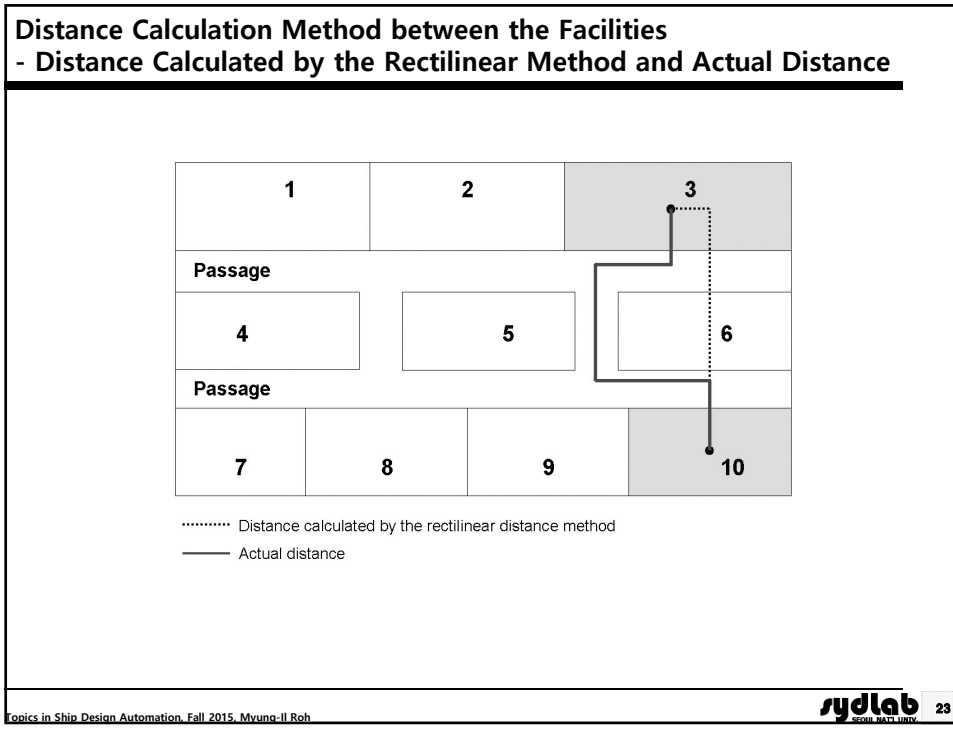 Distance Calculation Method between the Facilities
- Distance Calculated by the Rectilinear Method and Actual Distance
1 2 3
Passage
4 5 6
Passage
7 8 9 10
Distance calculated by the rectilinear distance method
Actual distance
Topics in Ship Design Automation, Fall 2015, Myung-Il Roh
sydlab 23
SEOUL NAT'L UNIV.